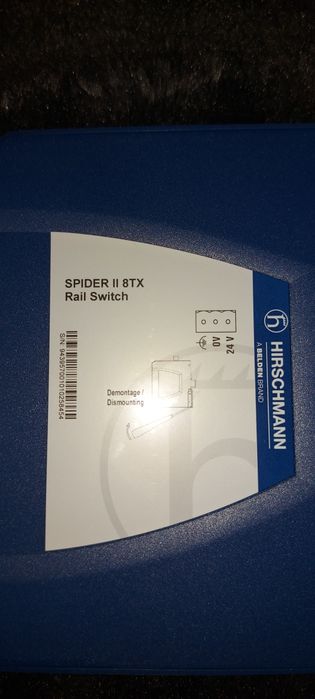 SPIDER II 8TX
Rail Switch
24 V
0V
Demontage /
Dismounting
HIRSCHMANN
A BELDEN BRAND